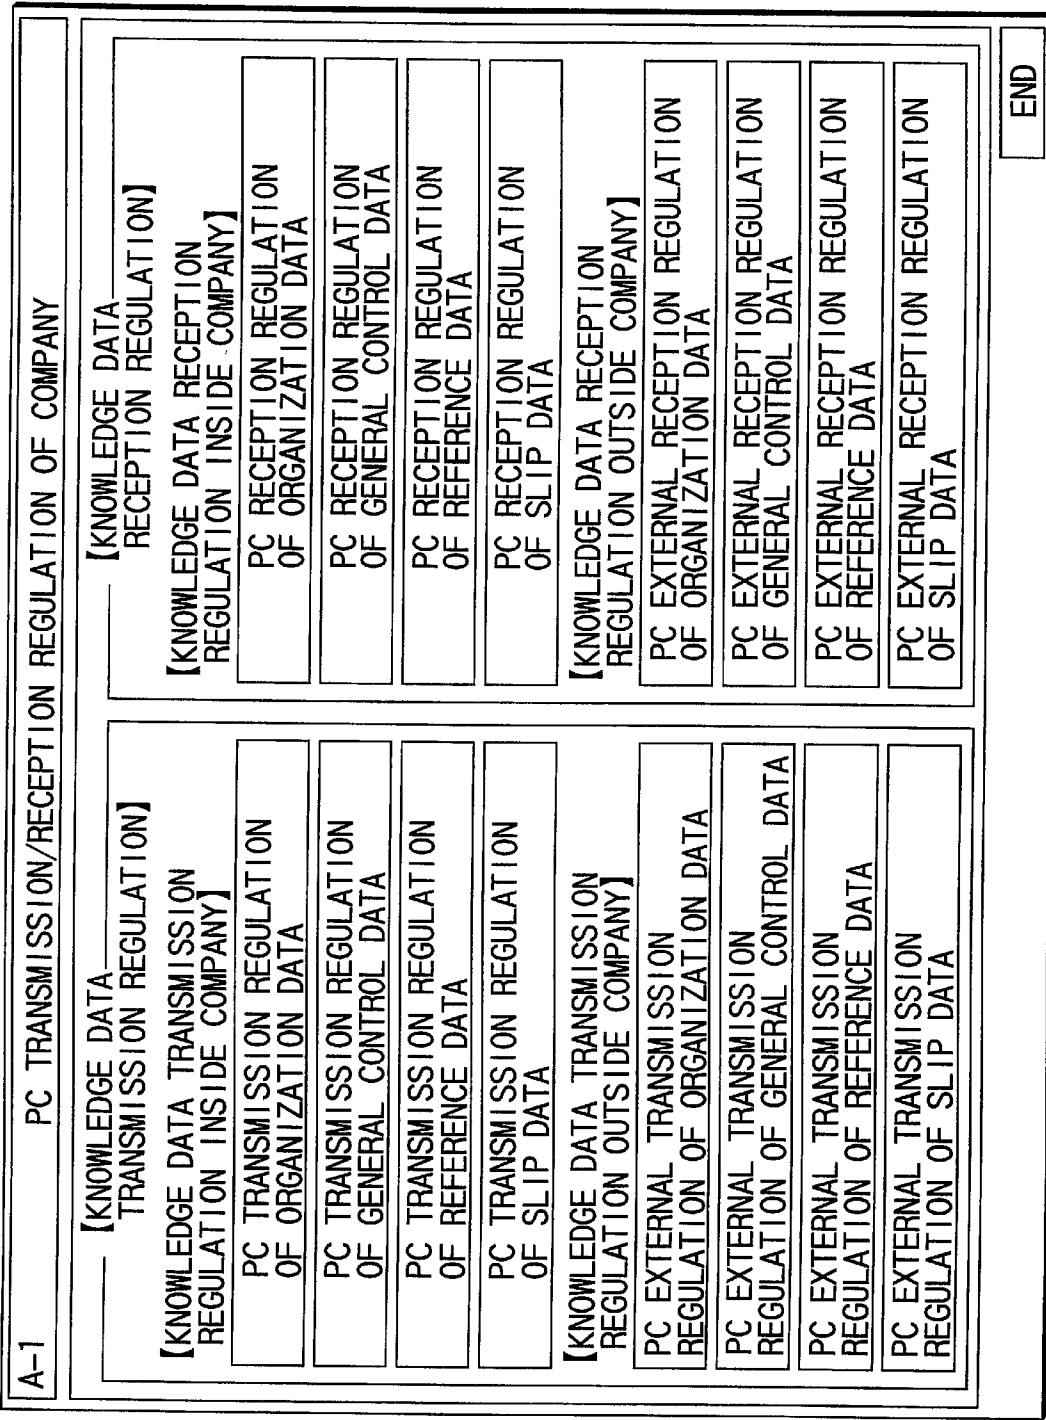 A-1
PC TRANSMISSION/RECEPTION REGULATION OF COMPANY
【KNOWLEDGE DATA
TRANSMISSION REGULATION】
【KNOWLEDGE DATA TRANSMISSION
REGULATION INSIDE COMPANY】
PC TRANSMISSION REGULATION
OF ORGANIZATION DATA
PC TRANSMISSION REGULATION
OF GENERAL CONTROL DATA
PC TRANSMISSION REGULATION
OF REFERENCE DATA
PC TRANSMISSION REGULATION
OF SLIP DATA
【KNOWLEDGE DATA TRANSMISSION
REGULATION OUTSIDE COMPANY】
PC EXTERNAL TRANSMISSION
REGULATION OF ORGANIZATION DATA
PC EXTERNAL TRANSMISSION
REGULATION OF GENERAL CONTROL DATA
PC EXTERNAL TRANSMISSION
REGULATION OF REFERENCE DATA
PC EXTERNAL TRANSMISSION
REGULATION OF SLIP DATA
【KNOWLEDGE DATA
RECEPTION REGULATION】
【KNOWLEDGE DATA RECEPTION
REGULATION INSIDE COMPANY】
PC RECEPTION REGULATION
OF ORGANIZATION DATA
PC RECEPTION REGULATION
OF GENERAL CONTROL DATA
PC RECEPTION REGULATION
OF REFERENCE DATA
PC RECEPTION REGULATION
OF SLIP DATA
【KNOWLEDGE DATA RECEPTION
REGULATION OUTSIDE COMPANY】
PC EXTERNAL RECEPTION REGULATION
OF ORGANIZATION DATA
PC EXTERNAL RECEPTION REGULATION
OF GENERAL CONTROL DATA
PC EXTERNAL RECEPTION REGULATION
OF REFERENCE DATA
PC EXTERNAL RECEPTION REGULATION
OF SLIP DATA
END